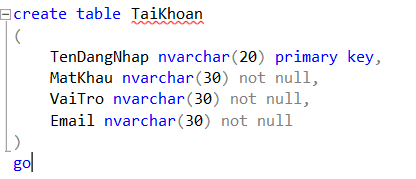 create table TaiKhoan
(
TenDangNhap nvarchar(20) primary key,
MatKhau nvarchar(30) not null,
VaiTro nvarchar(30) not null,
Email nvarchar(30) not null
)
go